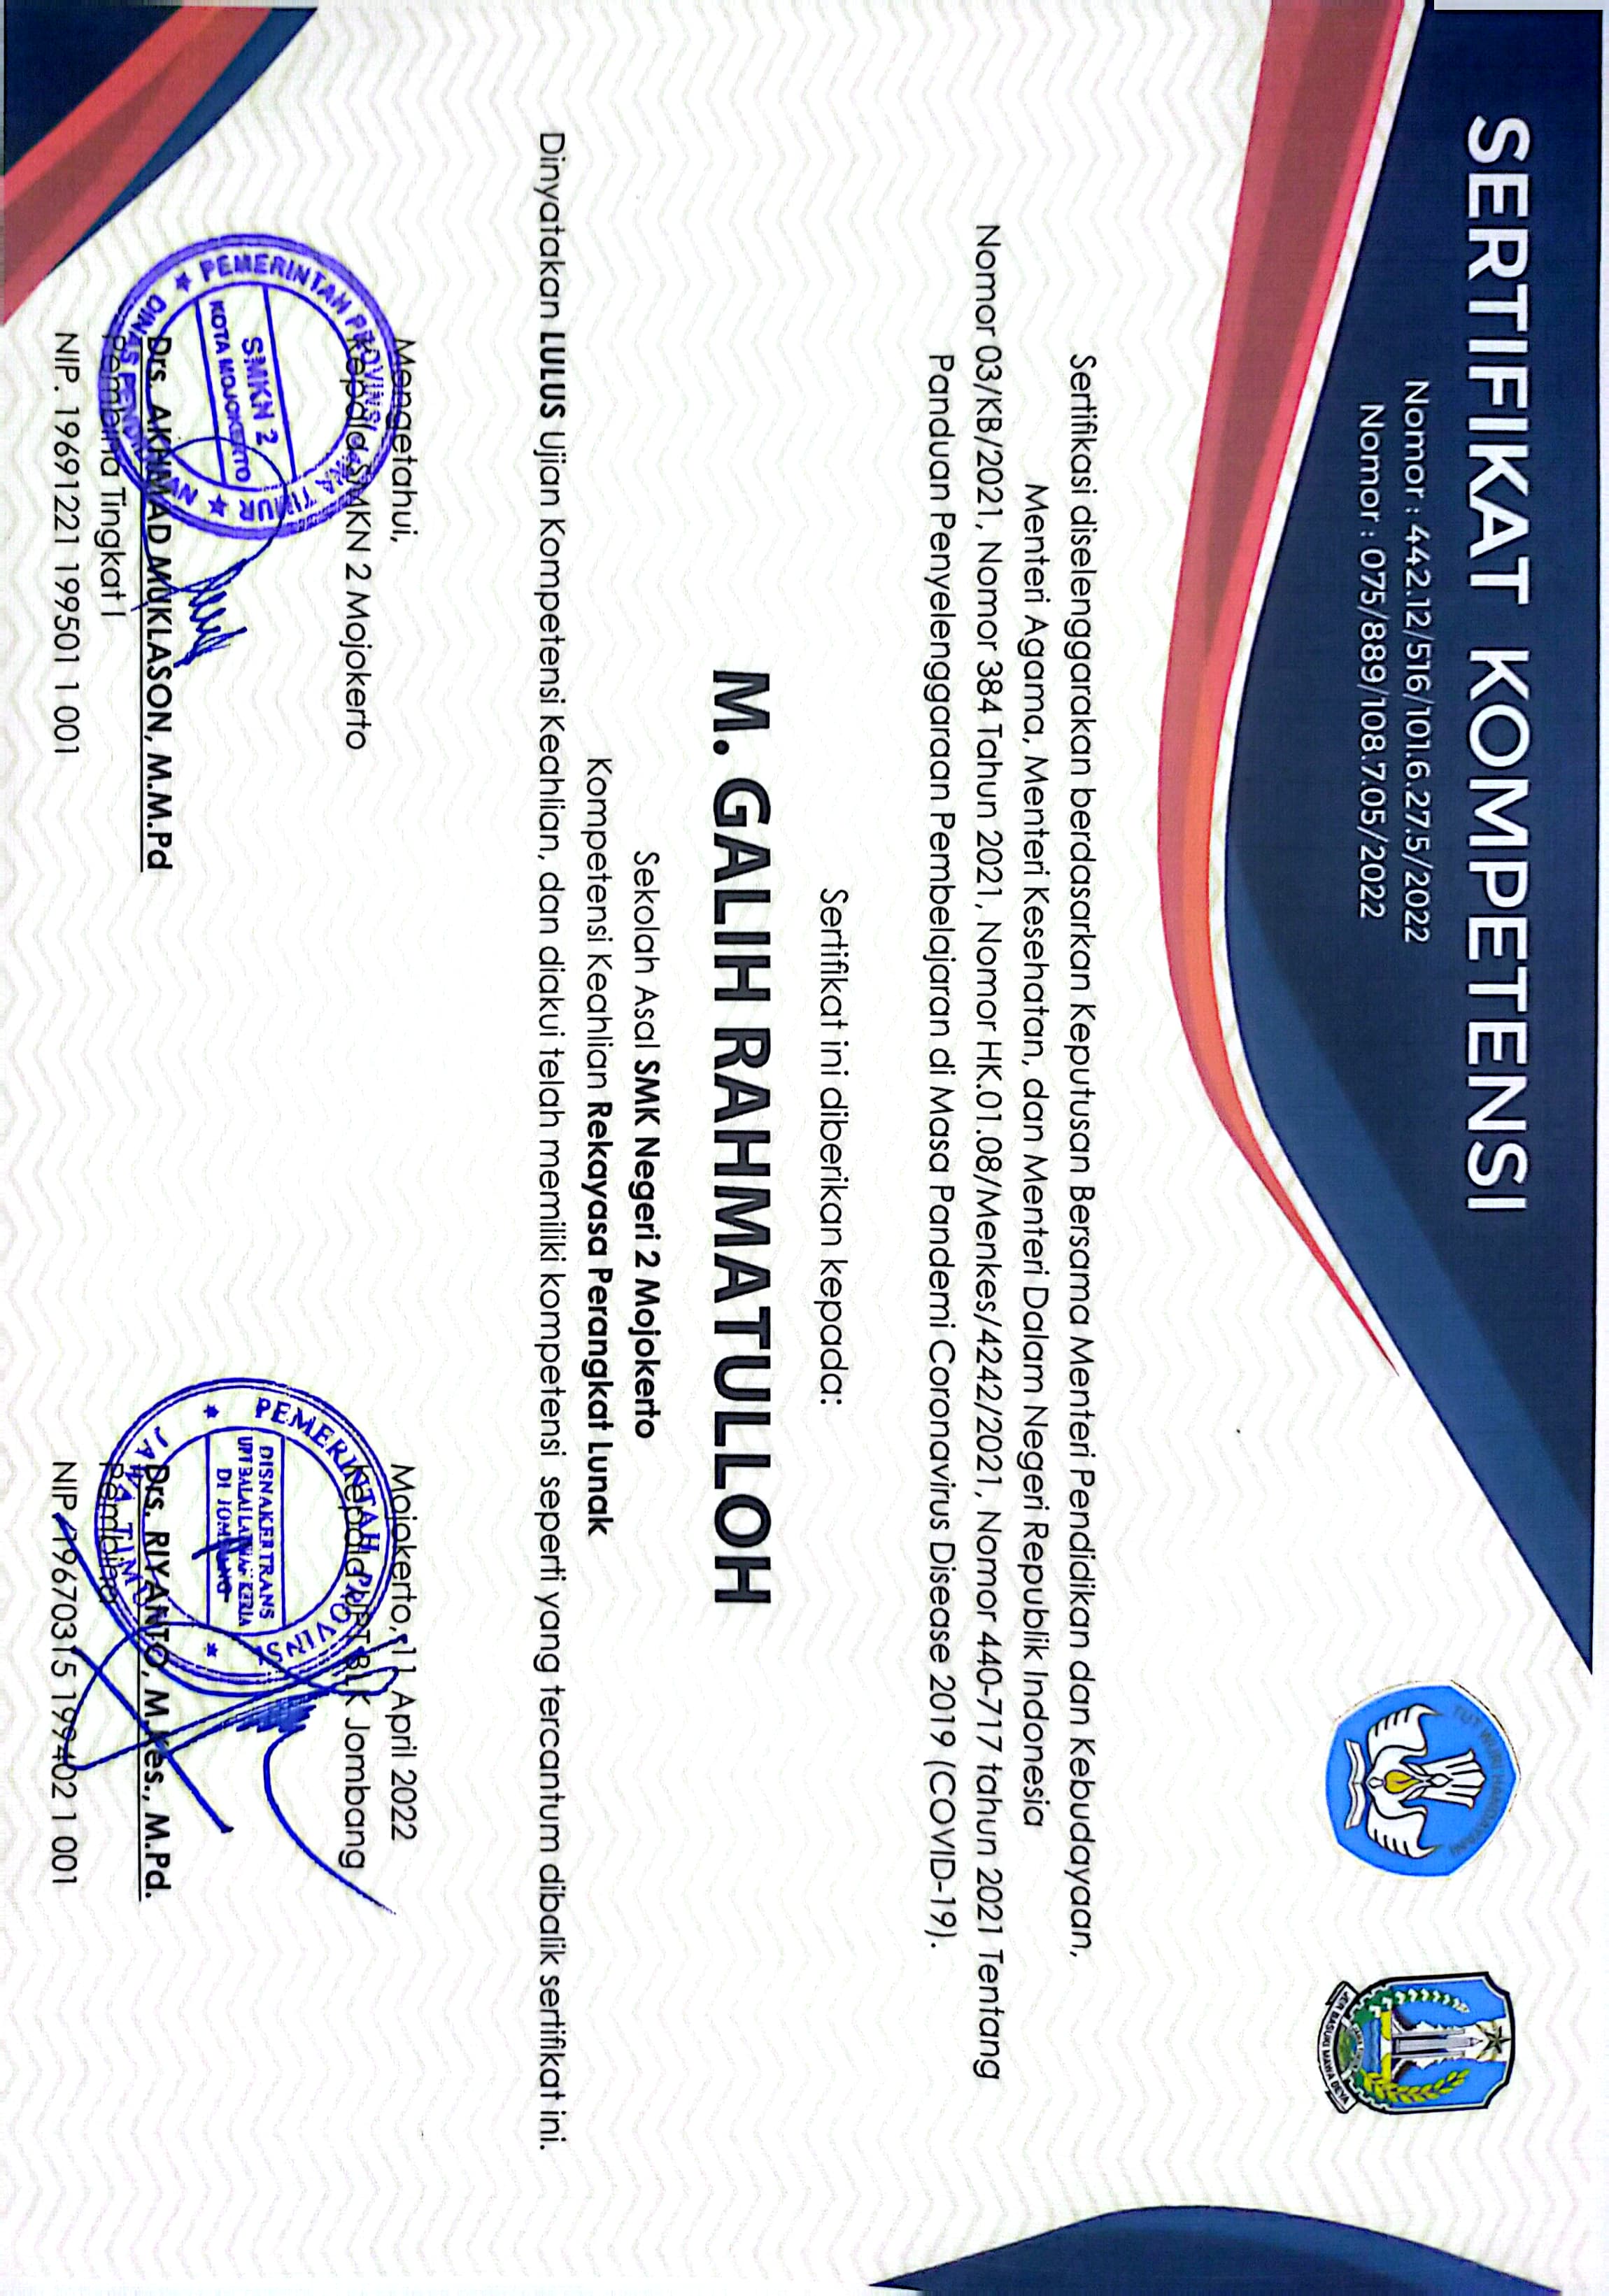 SERTIFIKAT KOMPETENSI
Nomor : 442.12/516/101.6.27.5/2022
Nomor : 075/889/108.7.05/2022
TUT WURI HANDAYANI
JAWA TIMUR
JER BASUKI MAWA BEYA
Sertifikasi diselenggarakan berdasarkan Keputusan Bersama Menteri Pendidikan dan Kebudayaan,
Menteri Agama, Menteri Kesehatan, dan Menteri Dalam Negeri Republik Indonesia
Nomor 03/KB/2021, Nomor 384 Tahun 2021, Nomor HK.01.08/Menkes/4242/2021, Nomor 440-717 tahun 2021 Tentang
Panduan Penyelenggaraan Pembelajaran di Masa Pandemi Coronavirus Disease 2019 (COVID-19).
Sertifikat ini diberikan kepada:
M. GALIH RAHMATULLOH
Sekolah Asal SMK Negeri 2 Mojokerto
Kompetensi Keahlian Rekayasa Perangkat Lunak
Dinyatakan LULUS Ujian Kompetensi Keahlian, dan diakui telah memiliki kompetensi seperti yang tercantum dibalik sertifikat ini.
Mengetahui,
Kepala SMKN 2 Mojokerto
PEMERINTAH PROVINSI JAWA TIMUR
SMKN 2
KOTA MOJOKERTO
DINAS PENDIDIKAN
Drs. AKHMAD MUKLASON, M.M.Pd
Pembina Tingkat I
NIP. 19691221 199501 1 001
Mojokerto, 11 April 2022
Kepala UPT BLK Jombang
PEMERINTAH PROVINSI
DISNAKERTRANS
UPT BALAI LATIHAN KERJA
DI JOMBANG
JAWA TIMUR
Drs. RIYANTO, M.Kes., M.Pd.
Pembina
NIP. 19670315 199402 1 001